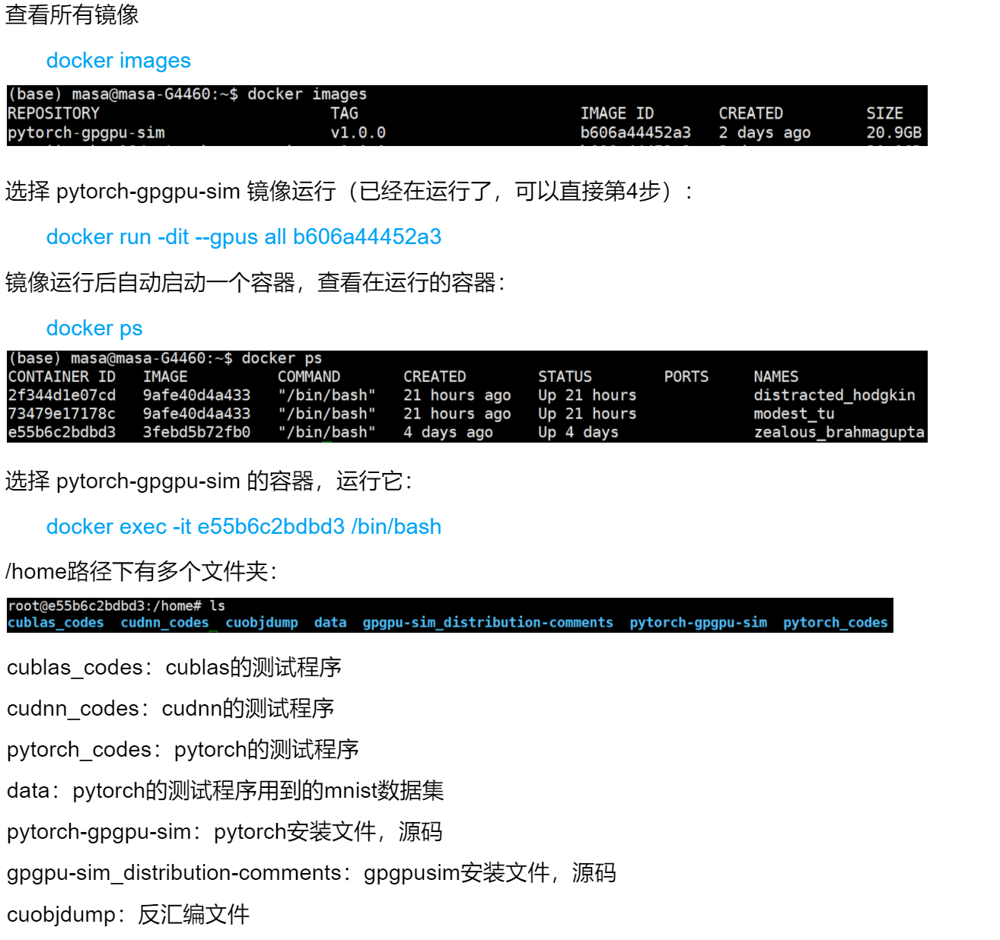 查看所有镜像
docker images
(base) masa@masa-G4460:~$ docker images
REPOSITORY TAG IMAGE ID CREATED SIZE
pytorch-gpgpu-sim v1.0.0 b606a44452a3 2 days ago 20.9GB
选择 pytorch-gpgpu-sim 镜像运行（已经在运行了，可以直接第4步）：
docker run -dit --gpus all b606a44452a3
镜像运行后自动启动一个容器，查看在运行的容器：
docker ps
(base) masa@masa-G4460:~$ docker ps
CONTAINER ID IMAGE COMMAND CREATED STATUS PORTS NAMES
2f344d1e07cd 9afe40d4a433 "/bin/bash" 21 hours ago Up 21 hours distracted_hodgkin
73479e17178c 9afe40d4a433 "/bin/bash" 21 hours ago Up 21 hours modest_tu
e55b6c2bdbd3 3febd5b72fb0 "/bin/bash" 4 days ago Up 4 days zealous_brahmagupta
选择 pytorch-gpgpu-sim 的容器，运行它：
docker exec -it e55b6c2bdbd3 /bin/bash
/home路径下有多个文件夹：
root@e55b6c2bdbd3:/home# ls
cublas_codes cudnn_codes cuobjdump data gpgpu-sim_distribution-comments pytorch-gpgpu-sim pytorch_codes
cublas_codes：cublas的测试程序
cudnn_codes：cudnn的测试程序
pytorch_codes：pytorch的测试程序
data：pytorch的测试程序用到的mnist数据集
pytorch-gpgpu-sim：pytorch安装文件，源码
gpgpu-sim_distribution-comments：gpgpusim安装文件，源码
cuobjdump：反汇编文件